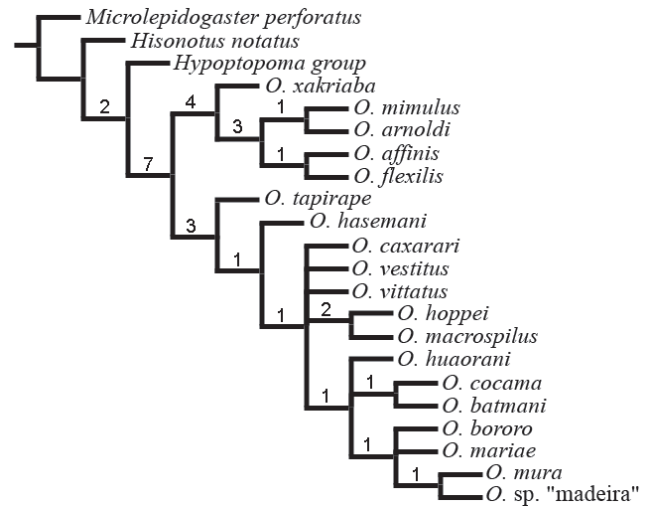 Microlepidogaster perforatus
Hisonotus notatus
Hypoptopoma group
2
O. xakriaba
4
1
O. mimulus
3
O. arnoldi
1
O. affinis
7
O. flexilis
O. tapirape
3
O. hasemani
1
O. caxarari
O. vestitus
O. vittatus
1
2
O. hoppei
O. macrospilus
O. huaorani
1
1
O. cocama
O. batmani
O. bororo
1
O. mariae
1
O. mura
O. sp. "madeira"